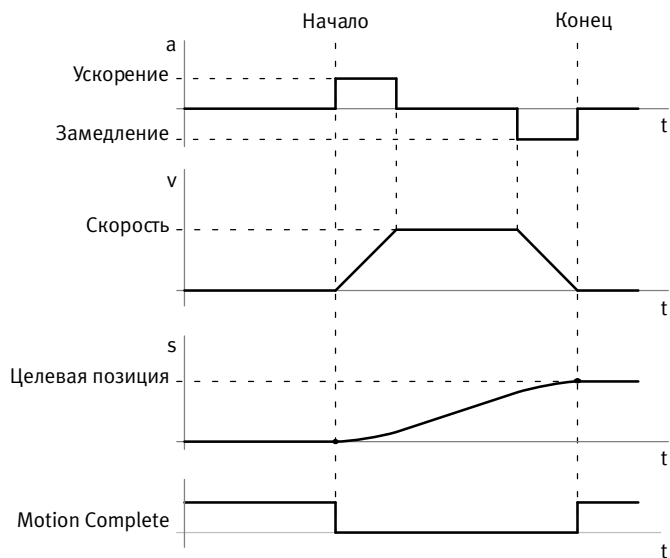 Начало
Конец
a
Ускорение
t
Замедление
v
Скорость
t
s
Целевая позиция
t
Motion Complete
t